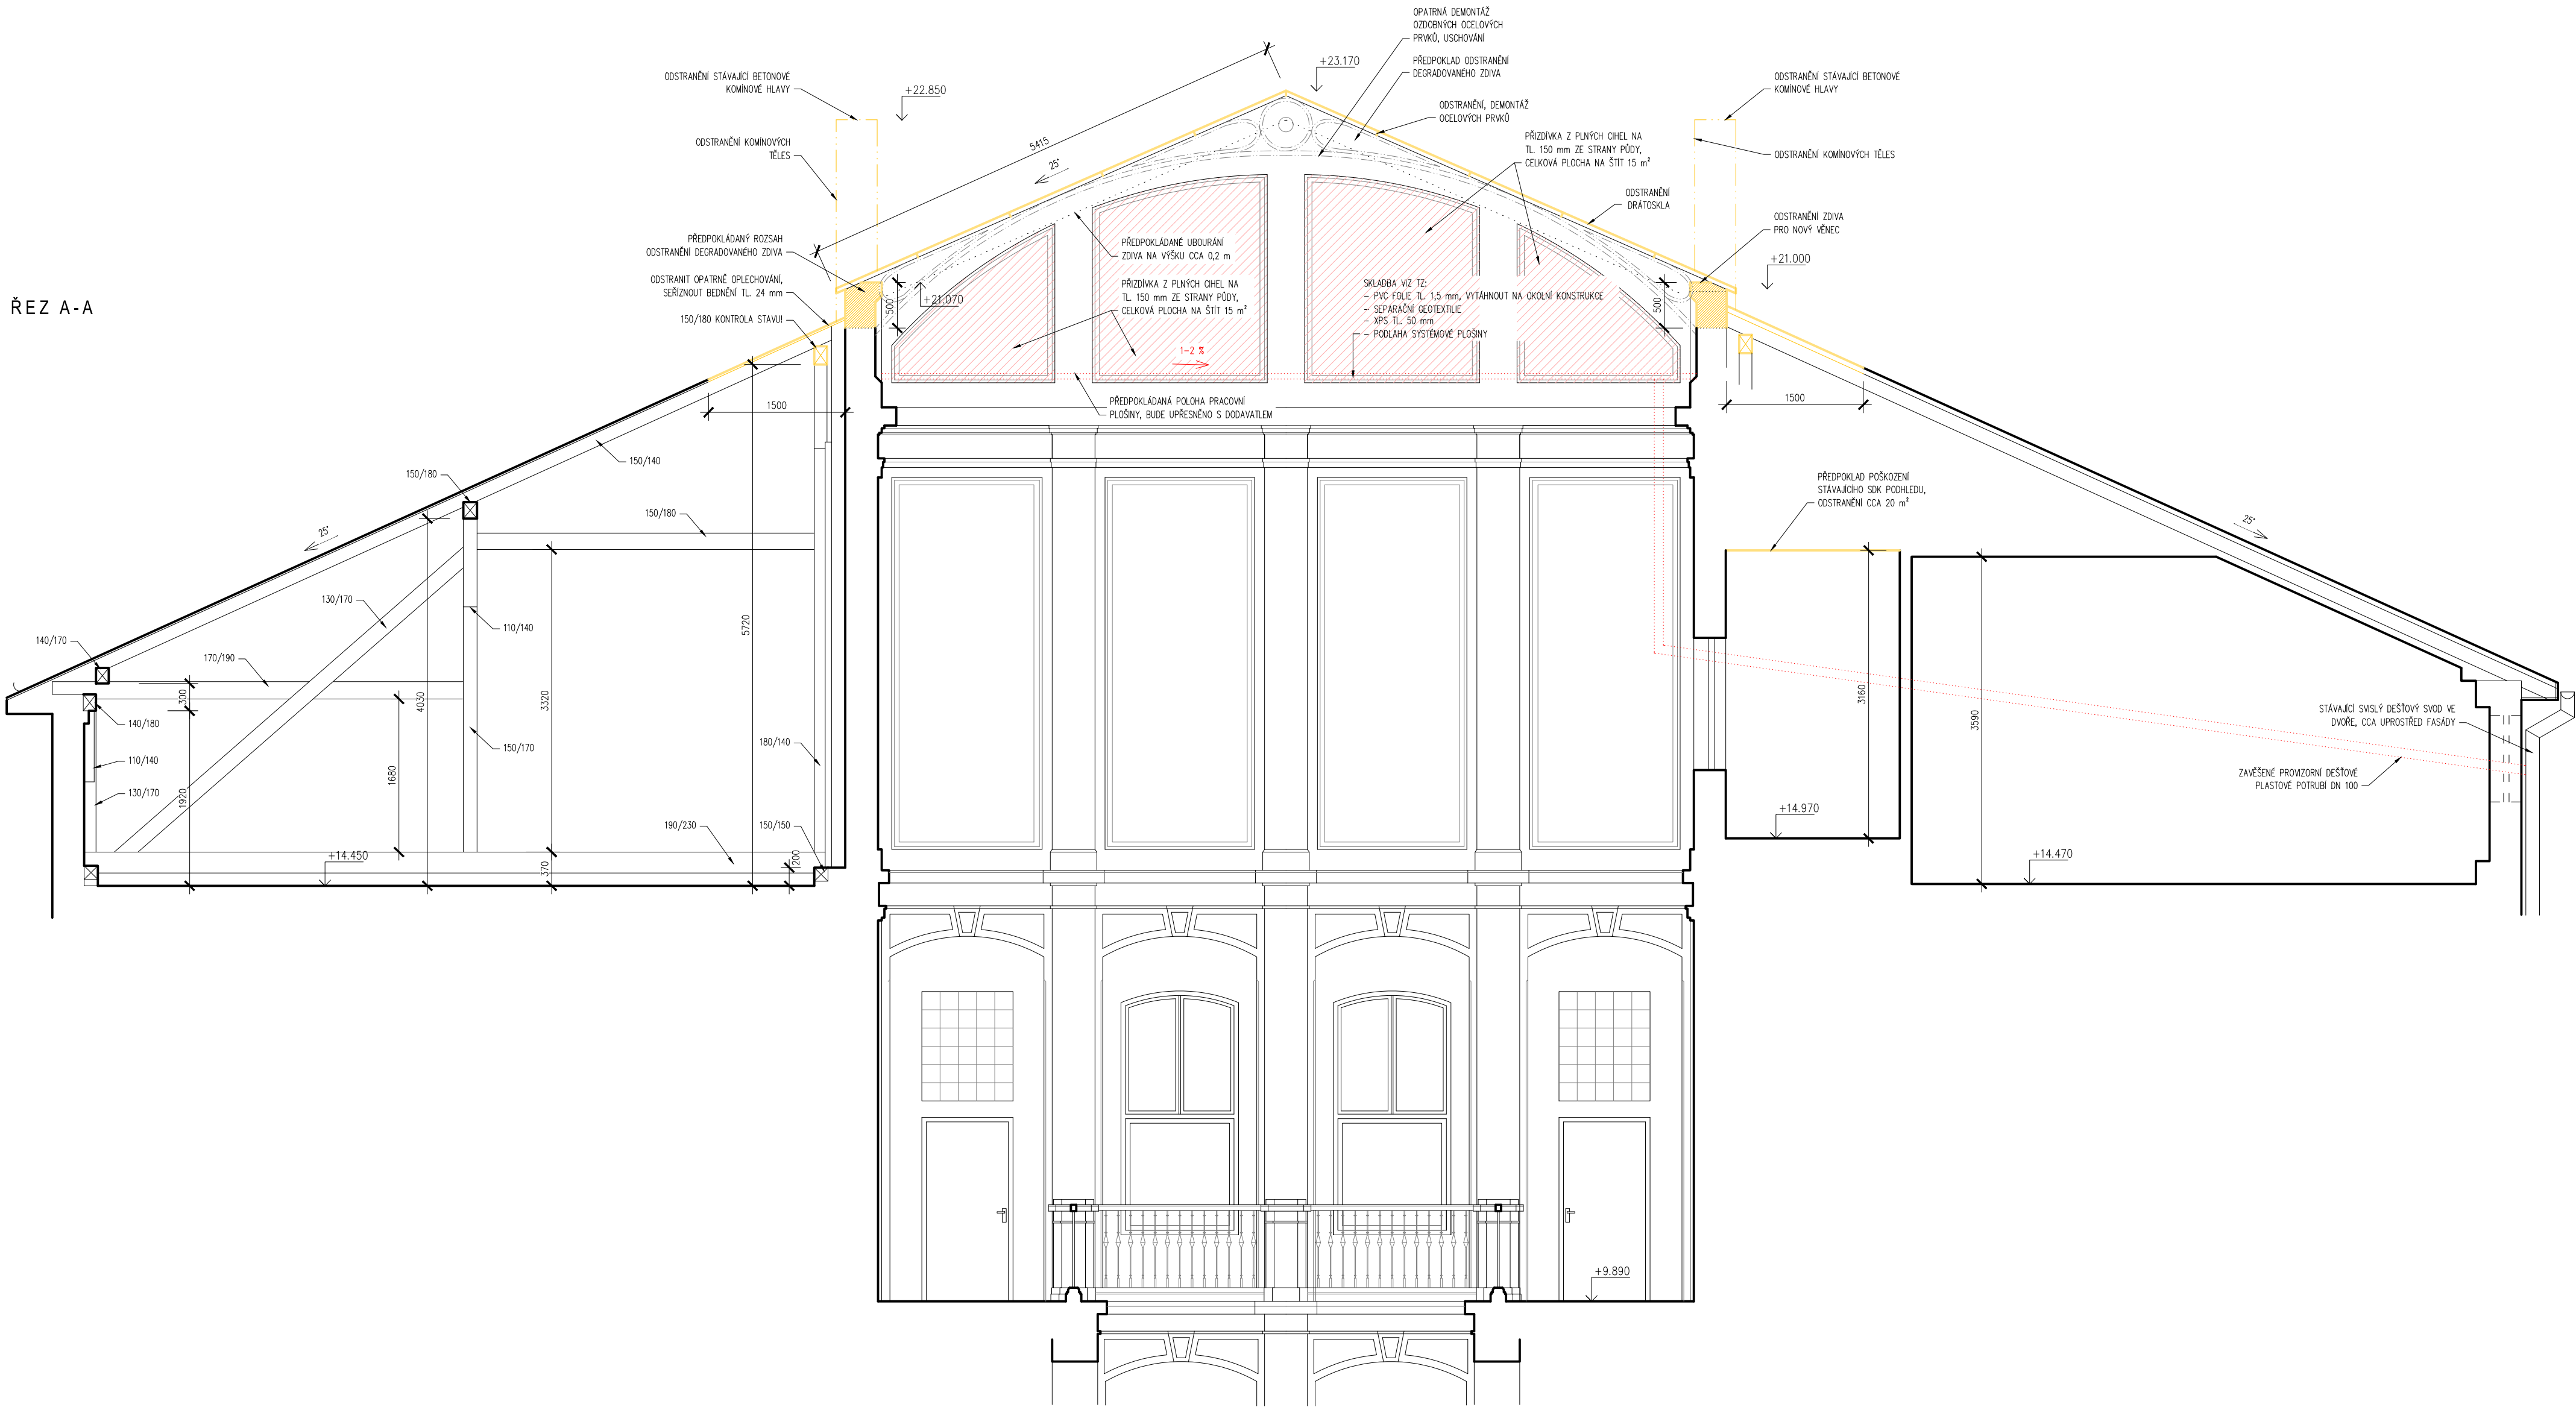 OPATRNÁ DEMONTÁŽ
OZDOBNÝCH OCELOVÝCH
PRVKŮ, USCHOVÁNÍ
PŘEDPOKLAD ODSTRANĚNÍ
DEGRADOVANÉHO ZDIVA
+23.170
ODSTRANĚNÍ STÁVAJÍCÍ BETONOVÉ
KOMÍNOVÉ HLAVY
+22.850
ODSTRANĚNÍ STÁVAJÍCÍ BETONOVÉ
KOMÍNOVÉ HLAVY
ODSTRANĚNÍ, DEMONTÁŽ
OCELOVÝCH PRVKŮ
ODSTRANĚNÍ KOMÍNOVÝCH
TĚLES
5415
25°
PŘIZDÍVKA Z PLNÝCH CIHEL NA
TL. 150 mm ZE STRANY PŮDY,
CELKOVÁ PLOCHA NA ŠTÍT 15 m²
ODSTRANĚNÍ KOMÍNOVÝCH TĚLES
ODSTRANĚNÍ
DRÁTOSKLA
ODSTRANĚNÍ ZDIVA
PRO NOVÝ VĚNEC
PŘEDPOKLÁDANÝ ROZSAH
ODSTRANĚNÍ DEGRADOVANÉHO ZDIVA
PŘEDPOKLÁDANÉ UBOURÁNÍ
ZDIVA NA VÝŠKU CCA 0,2 m
+21.000
ODSTRANIT OPATRNĚ OPLECHOVÁNÍ,
SEŘÍZNOUT BEDNĚNÍ TL. 24 mm
150/180 KONTROLA STAVU!
ŘEZ A-A
500
+21.070
PŘIZDÍVKA Z PLNÝCH CIHEL NA
TL. 150 mm ZE STRANY PŮDY,
CELKOVÁ PLOCHA NA ŠTÍT 15 m²
SKLADBA VIZ TZ:
- PVC FOLIE TL. 1,5 mm, VYTÁHNOUT NA OKOLNÍ KONSTRUKCE
- SEPARAČNÍ GEOTEXTILIE
- XPS TL. 50 mm
- PODLAHA SYSTÉMOVÉ PLOŠINY
500
1-2 %
PŘEDPOKLÁDANÁ POLOHA PRACOVNÍ
PLOŠINY, BUDE UPŘESNĚNO S DODAVATLEM
1500
1500
150/140
150/180
150/180
25°
PŘEDPOKLAD POŠKOZENÍ
STÁVAJÍCÍHO SDK PODHLEDU,
ODSTRANĚNÍ CCA 20 m²
25°
130/170
110/140
5720
140/170
170/190
300
4030
3320
3160
3590
140/180
150/170
180/140
110/140
1680
130/170
1920
190/230
150/150
STÁVAJÍCÍ SVISLÝ DEŠŤOVÝ SVOD VE
DVOŘE, CCA UPROSTŘED FASÁDY
ZAVĚŠENÉ PROVIZORNÍ DEŠŤOVÉ
PLASTOVÉ POTRUBÍ DN 100
+14.970
+14.450
370
200
+14.470
+9.890